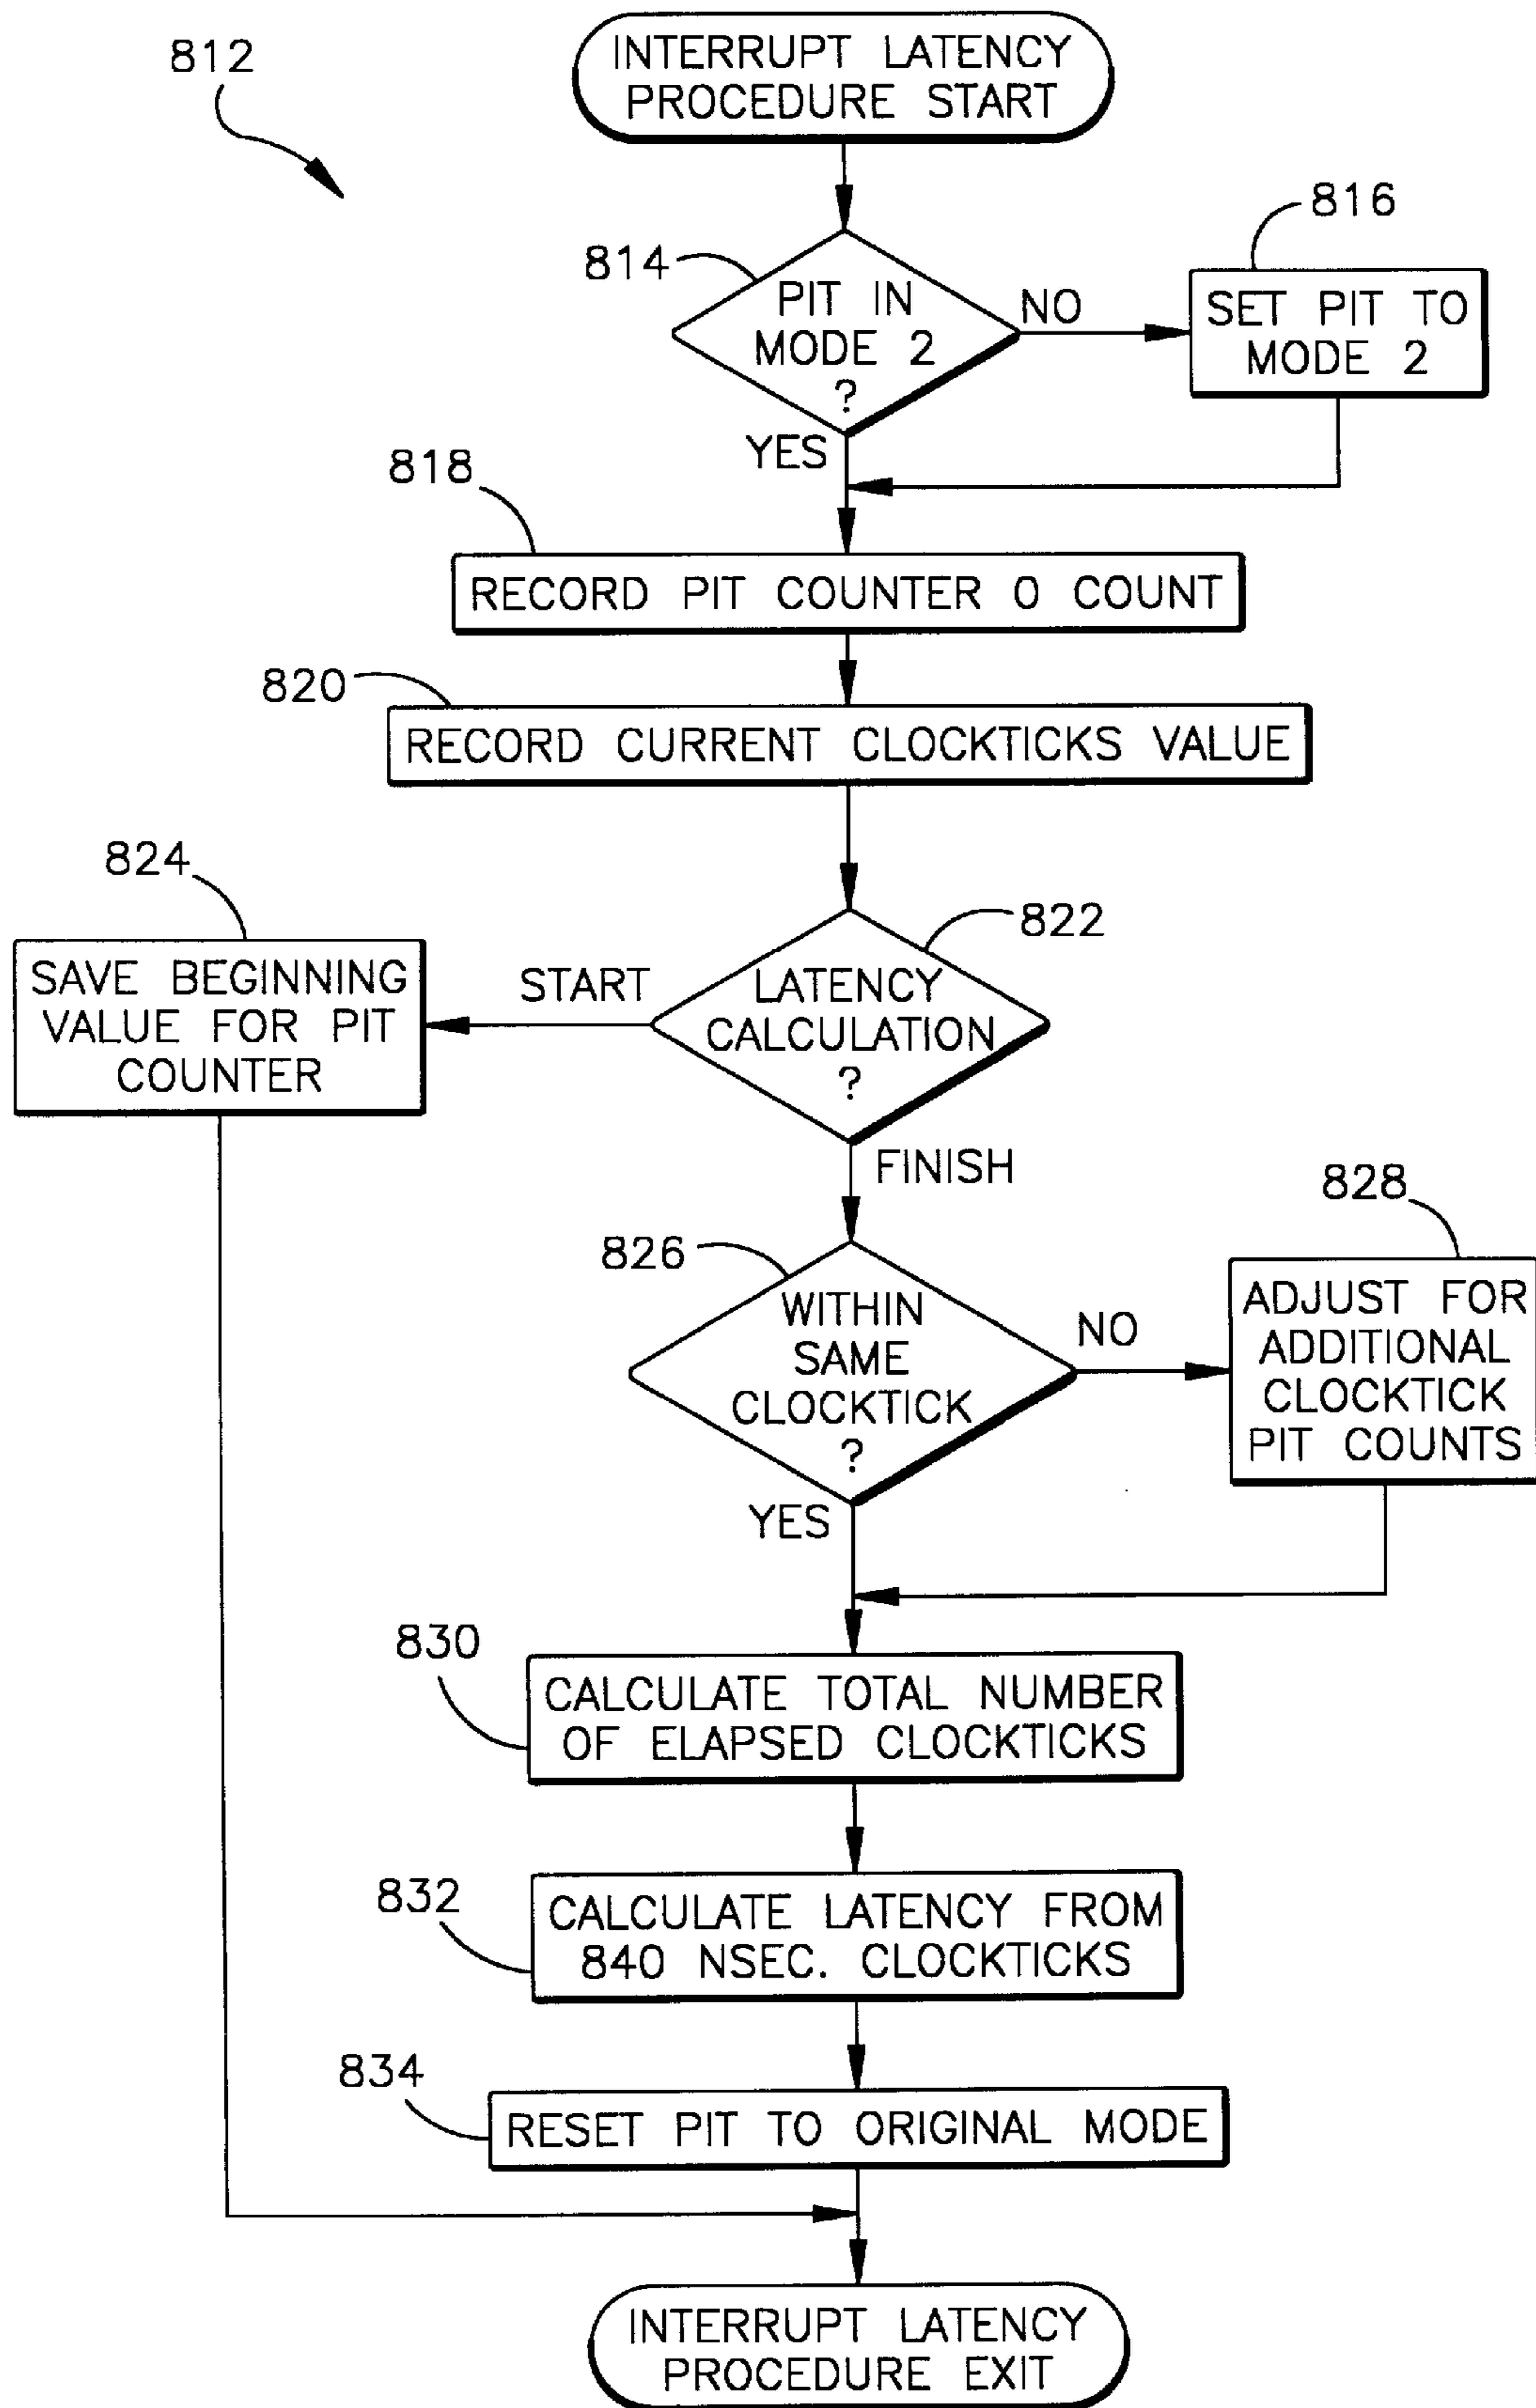 812
INTERRUPT LATENCY
PROCEDURE START
816
814
PIT IN
MODE 2
?
NO
SET PIT TO
MODE 2
YES
818
RECORD PIT COUNTER 0 COUNT
820
RECORD CURRENT CLOCKTICKS VALUE
824
822
SAVE BEGINNING
VALUE FOR PIT
COUNTER
START
LATENCY
CALCULATION
?
FINISH
828
826
WITHIN
SAME
CLOCKTICK
?
NO
ADJUST FOR
ADDITIONAL
CLOCKTICK
PIT COUNTS
YES
830
CALCULATE TOTAL NUMBER
OF ELAPSED CLOCKTICKS
832
CALCULATE LATENCY FROM
840 NSEC. CLOCKTICKS
834
RESET PIT TO ORIGINAL MODE
INTERRUPT LATENCY
PROCEDURE EXIT